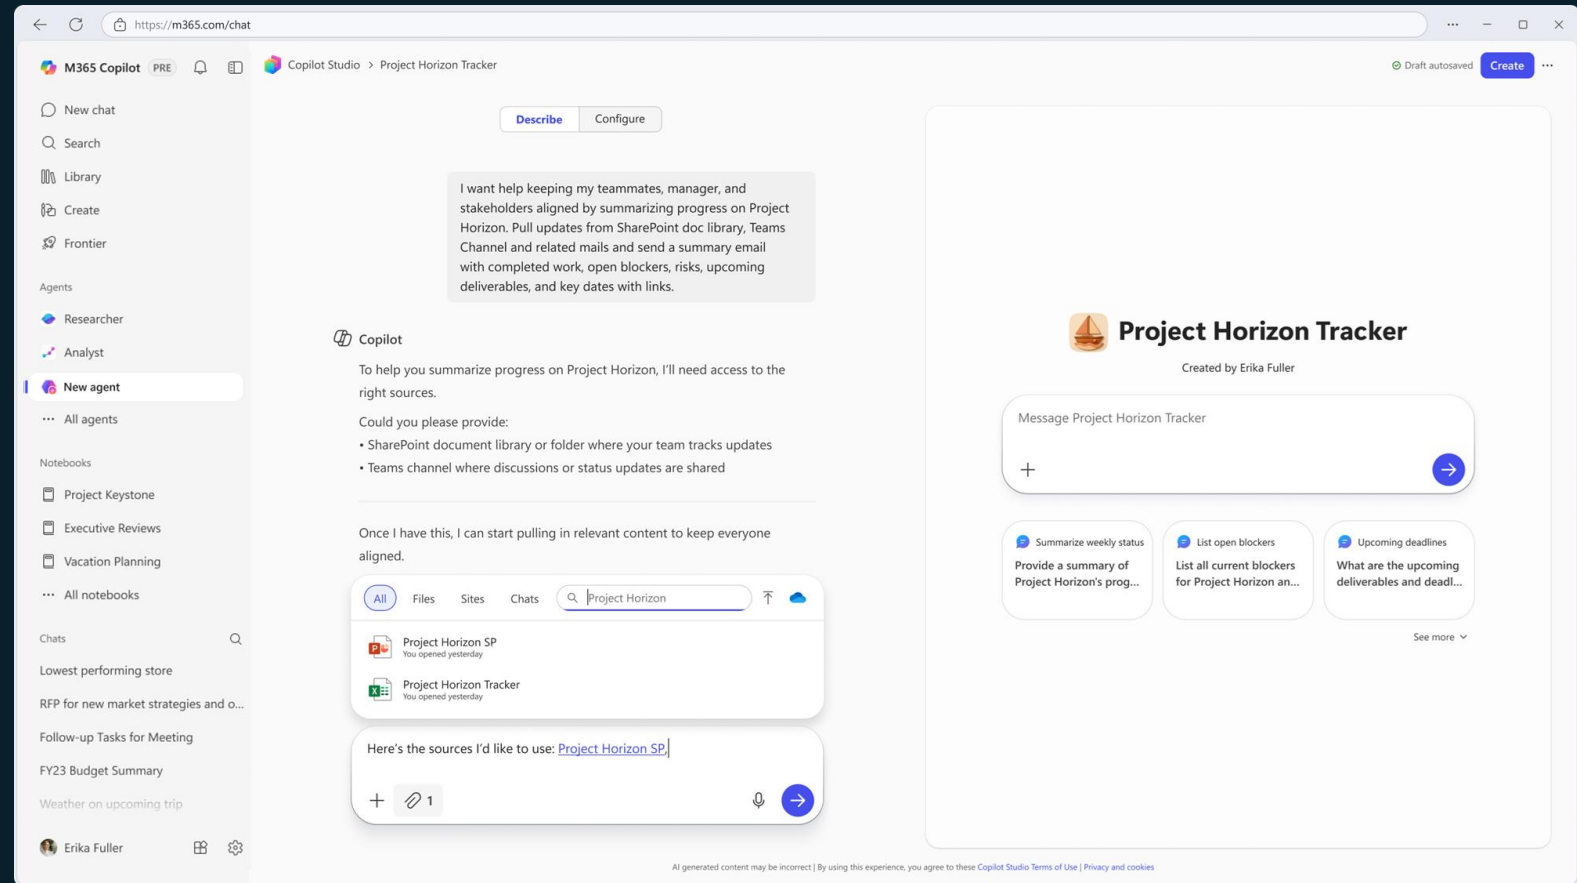 https://m365.com/chat
M365 Copilot PRE
Copilot Studio > Project Horizon Tracker
Draft autosaved
Create
New chat
Search
Library
Create
Frontier
Agents
Researcher
Analyst
New agent
All agents
Notebooks
Project Keystone
Executive Reviews
Vacation Planning
All notebooks
Chats
Lowest performing store
RFP for new market strategies and o...
Follow-up Tasks for Meeting
FY23 Budget Summary
Weather on upcoming trip
Erika Fuller
Describe
Configure
I want help keeping my teammates, manager, and
stakeholders aligned by summarizing progress on Project
Horizon. Pull updates from SharePoint doc library, Teams
Channel and related mails and send a summary email
with completed work, open blockers, risks, upcoming
deliverables, and key dates with links.
Copilot
To help you summarize progress on Project Horizon, I'll need access to the
right sources.
Could you please provide:
• SharePoint document library or folder where your team tracks updates
• Teams channel where discussions or status updates are shared
Once I have this, I can start pulling in relevant content to keep everyone
aligned.
All
Files
Sites
Chats
Project Horizon
Project Horizon SP
You opened yesterday
Project Horizon Tracker
You opened yesterday
Here's the sources I'd like to use: Project Horizon SP,
1
Project Horizon Tracker
Created by Erika Fuller
Message Project Horizon Tracker
Summarize weekly status
Provide a summary of
Project Horizon's prog...
List open blockers
List all current blockers
for Project Horizon an...
Upcoming deadlines
What are the upcoming
deliverables and deadl...
See more
AI generated content may be incorrect | By using this experience, you agree to these Copilot Studio Terms of Use | Privacy and cookies